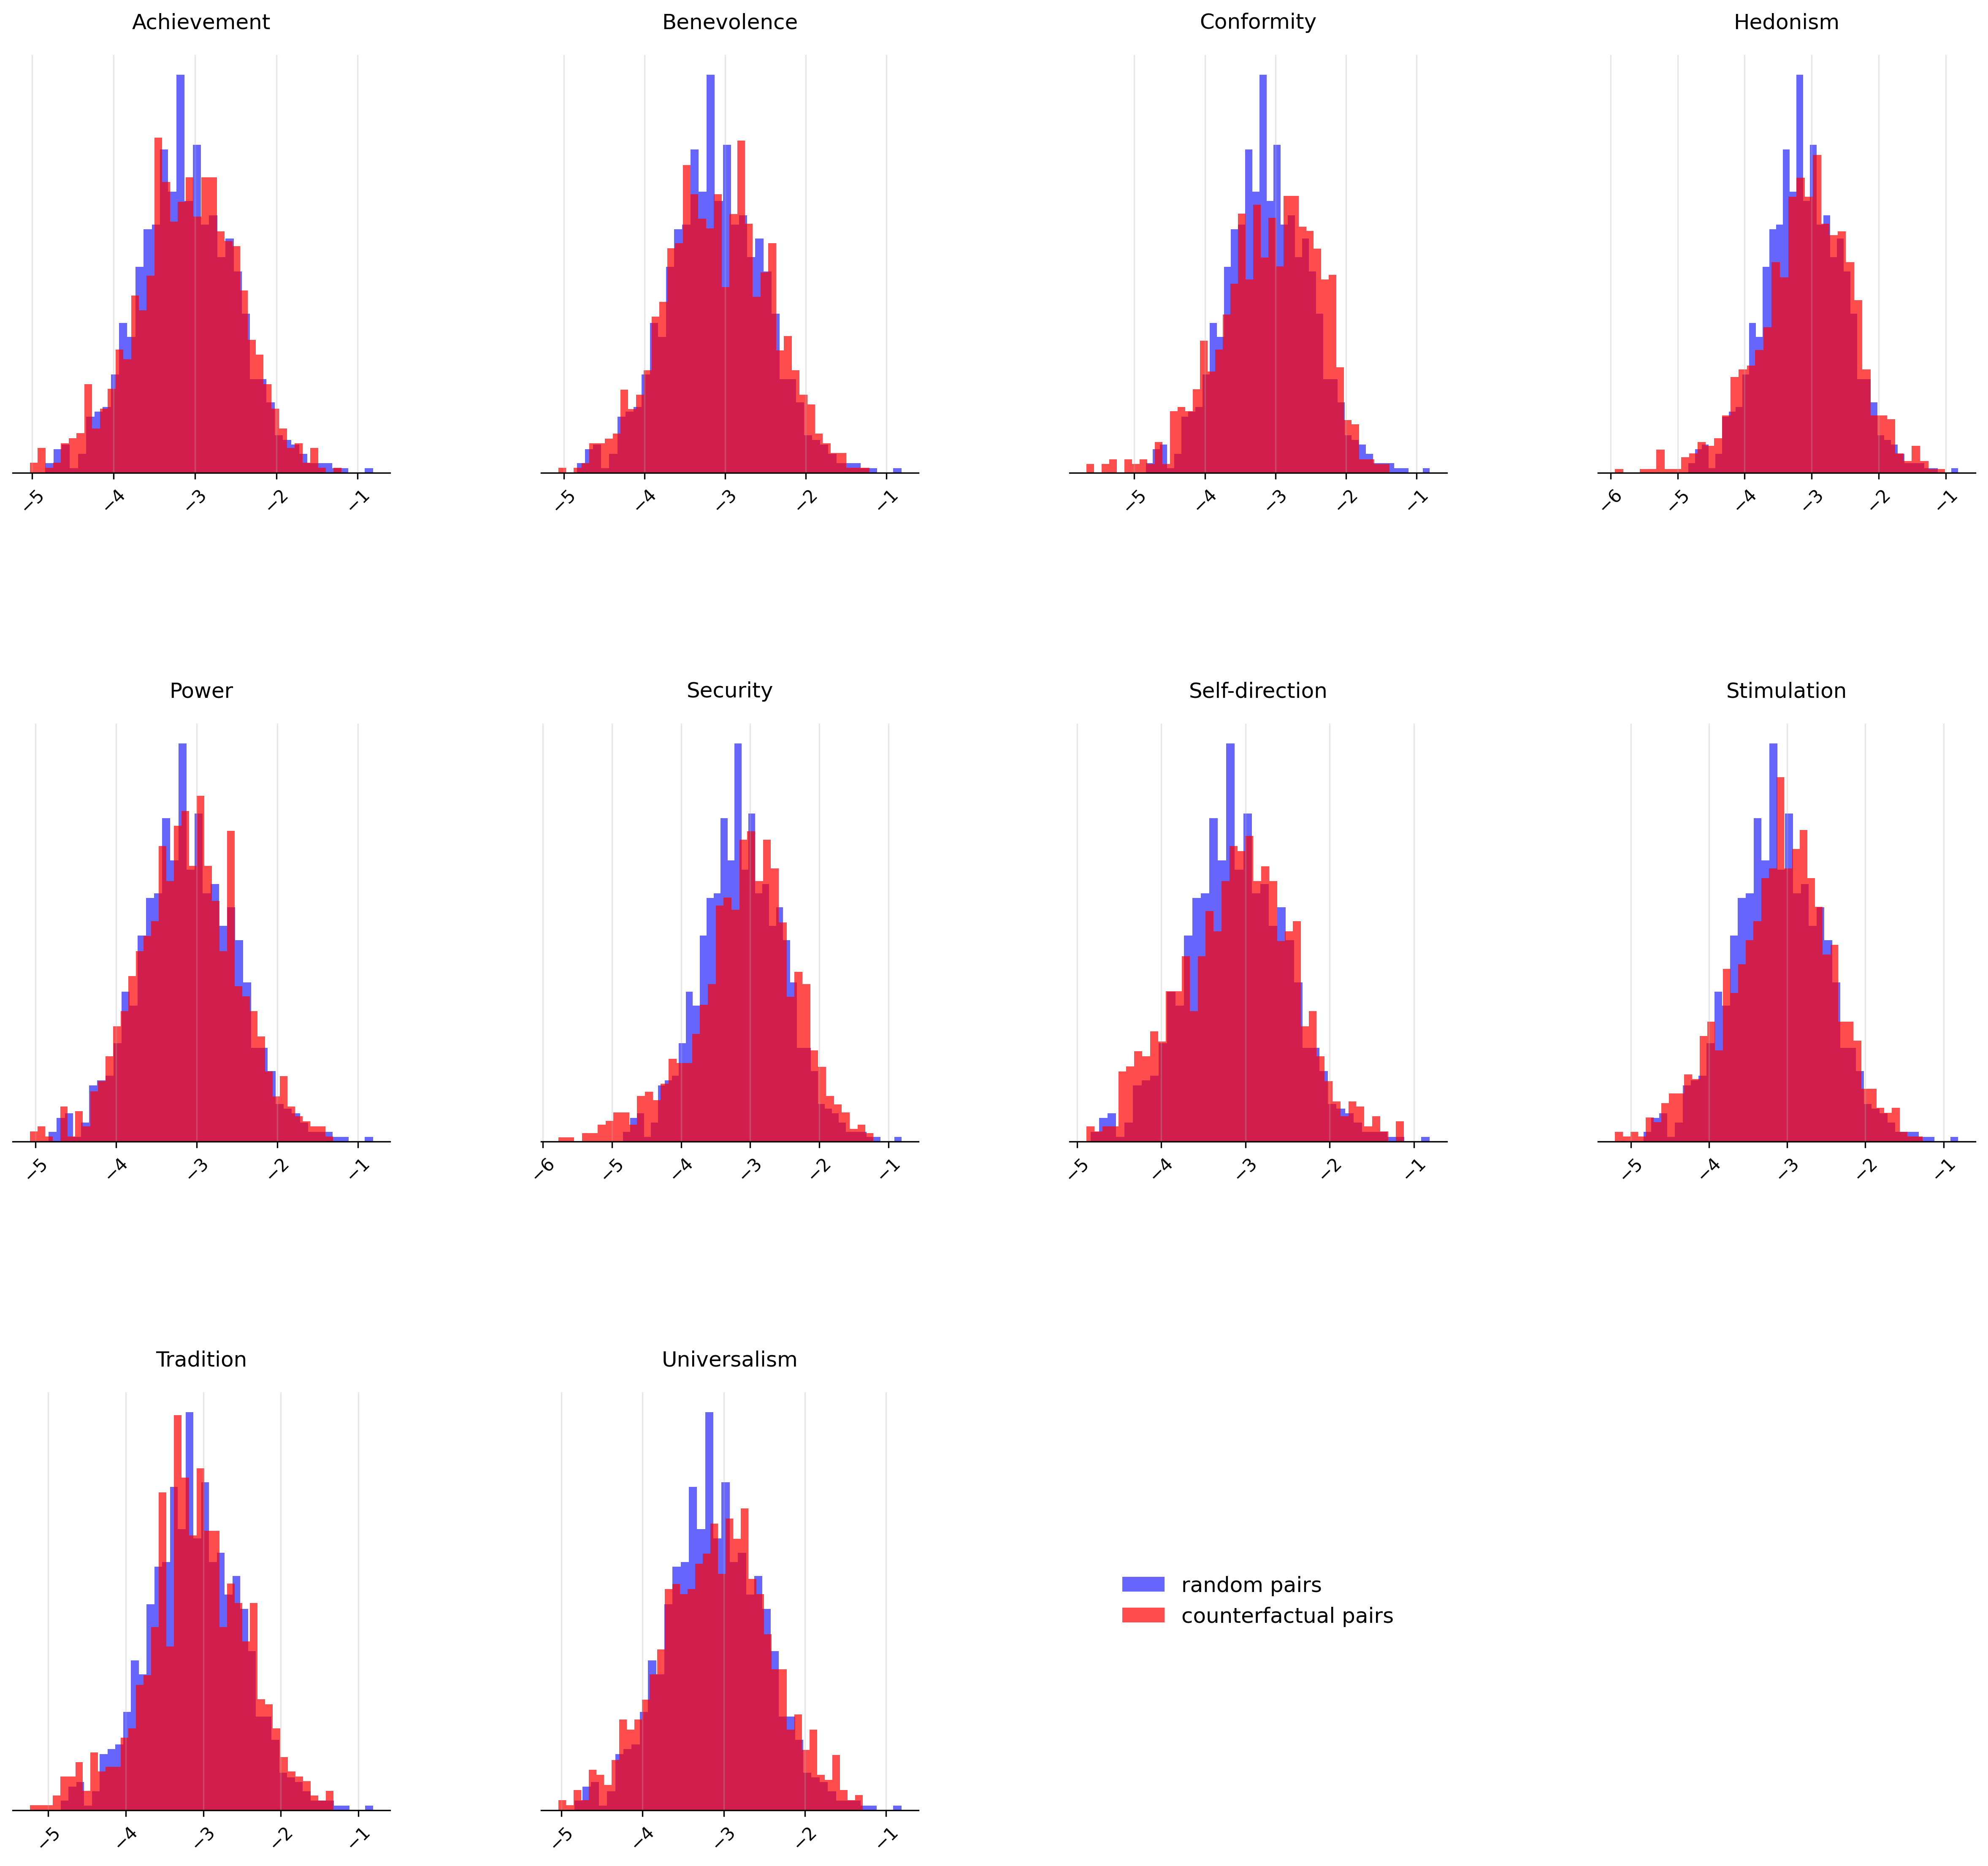 Achievement Benevolence Conformity Hedonism
−5 −4 −3 −2 −1 −5 −4 −3 −2 −1 −5 −4 −3 −2 −1 −6 −5 −4 −3 −2 −1
Power Security Self-direction Stimulation
−5 −4 −3 −2 −1 −6 −5 −4 −3 −2 −1 −5 −4 −3 −2 −1 −5 −4 −3 −2 −1
Tradition Universalism
random pairs
counterfactual pairs
−5 −4 −3 −2 −1 −5 −4 −3 −2 −1